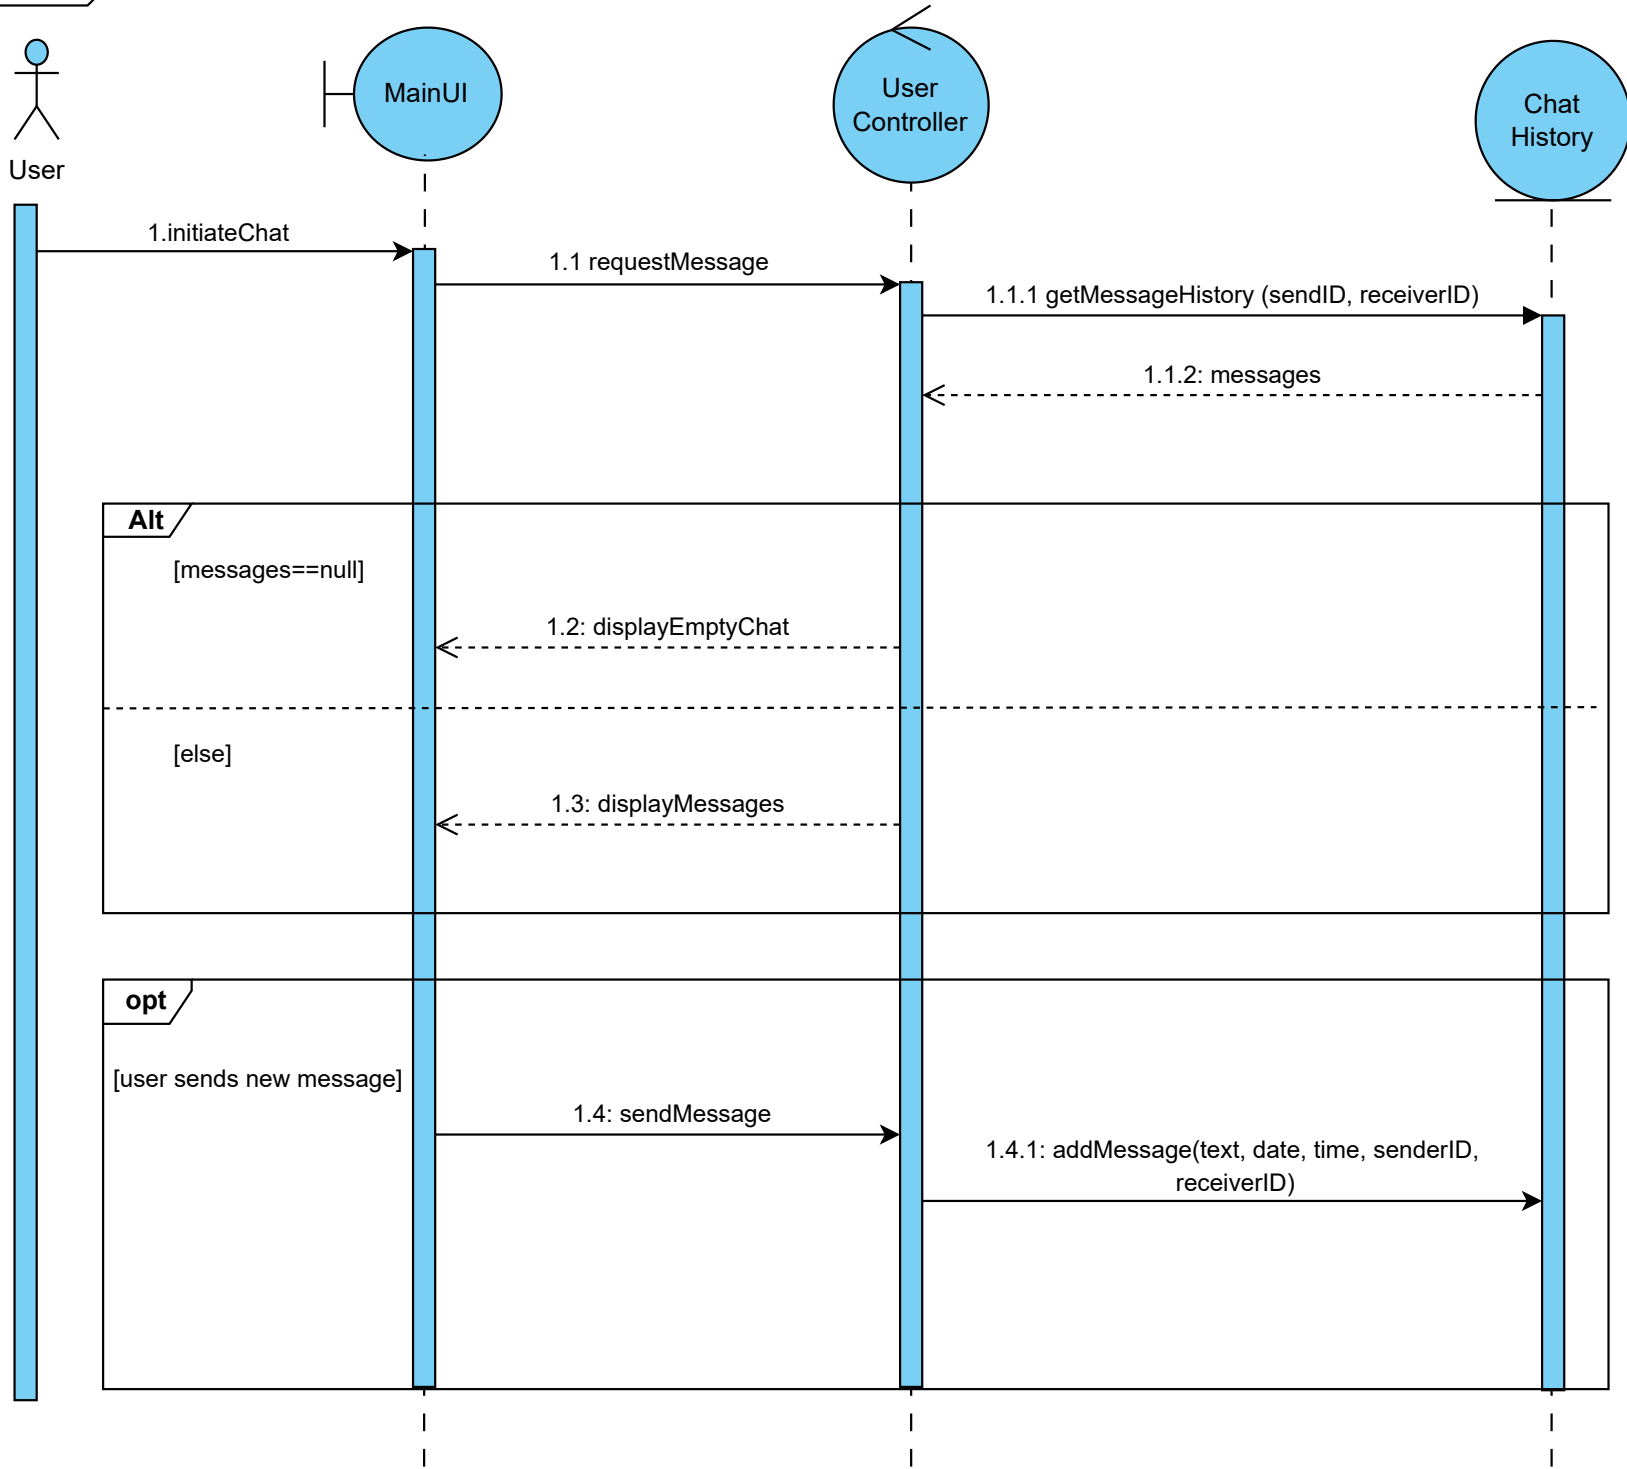 MainUI
User
Controller
Chat
History
User
1.initiateChat
1.1 requestMessage
1.1.1 getMessageHistory (sendID, receiverID)
1.1.2: messages
Alt
[messages==null]
1.2: displayEmptyChat
[else]
1.3: displayMessages
opt
[user sends new message]
1.4: sendMessage
1.4.1: addMessage(text, date, time, senderID,
receiverID)